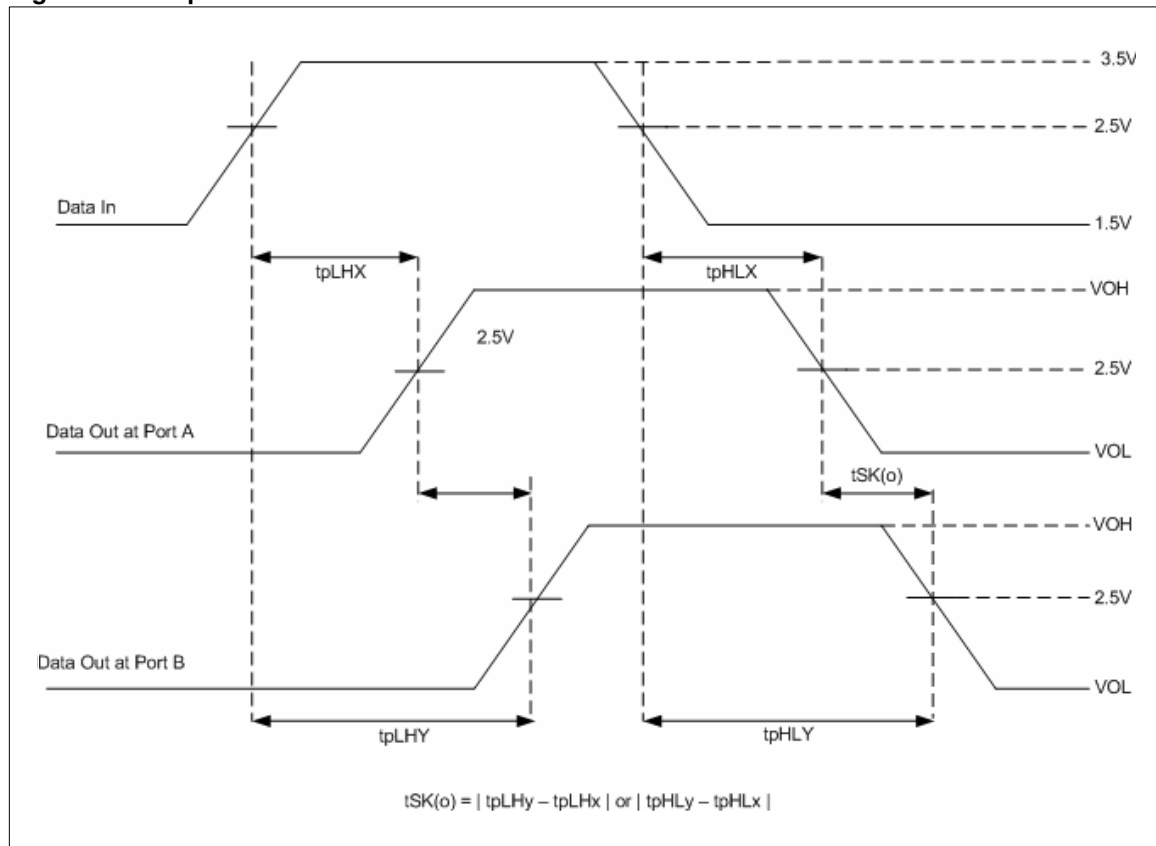 3.5V
2.5V
Data In
1.5V
tpLHX
tpHLX
VOH
2.5V
2.5V
Data Out at Port A
VOL
tSK(o)
VOH
2.5V
Data Out at Port B
VOL
tpLHY
tpHLY
tSK(o) = | tpLHy – tpLHx | or | tpHLy – tpHLx |